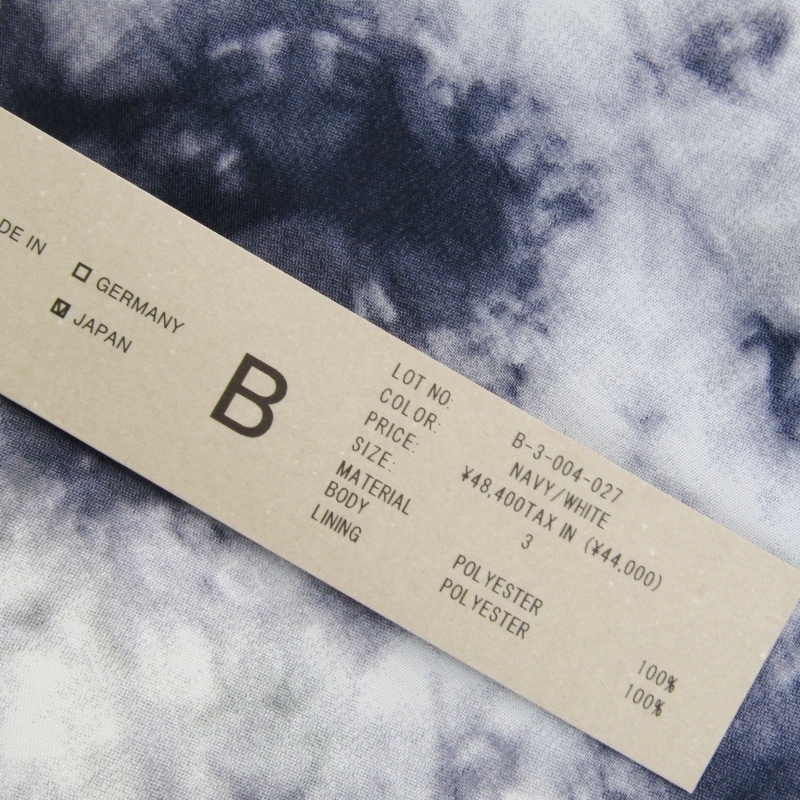 DE IN
GERMANY
JAPAN
B
LOT NO: B-3-004-027
COLOR: NAVY/WHITE
PRICE: ¥48,400TAX IN (¥44,000)
SIZE: 3
MATERIAL
BODY POLYESTER 100%
LINING POLYESTER 100%